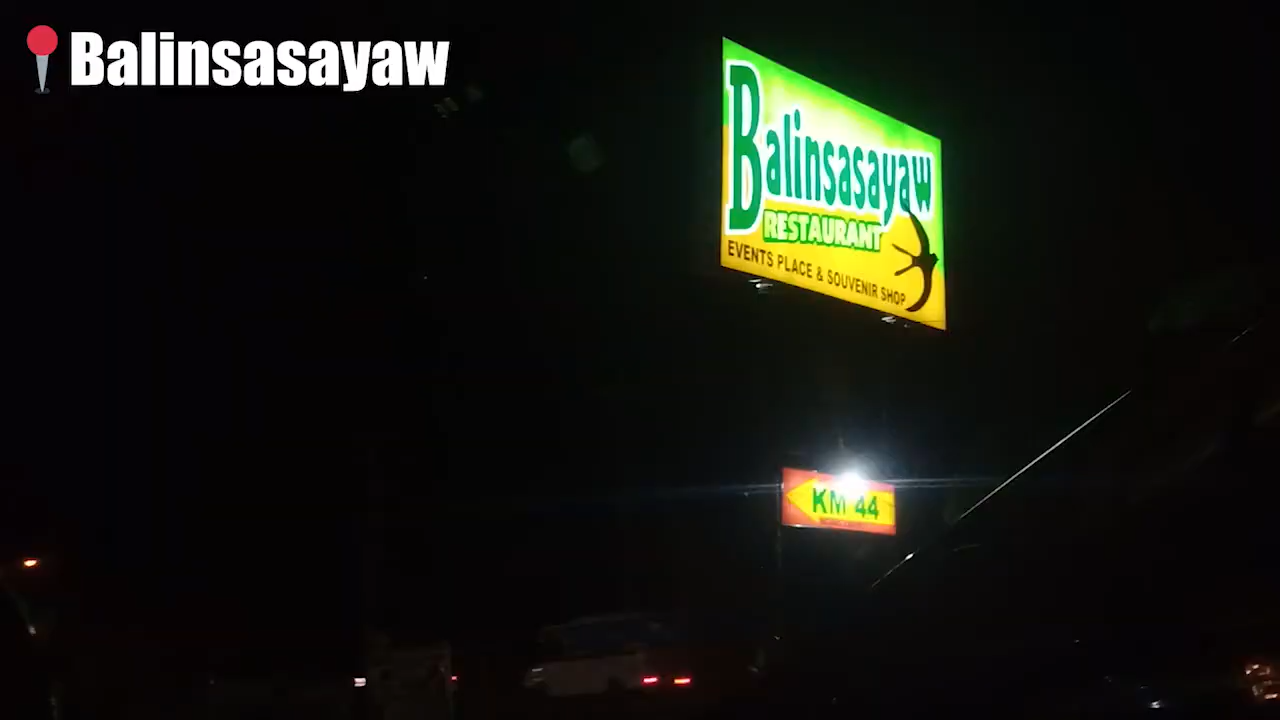 Balinsasayaw
Balinsasayaw
RESTAURANT
EVENTS PLACE & SOUVENIR SHOP
KM 44